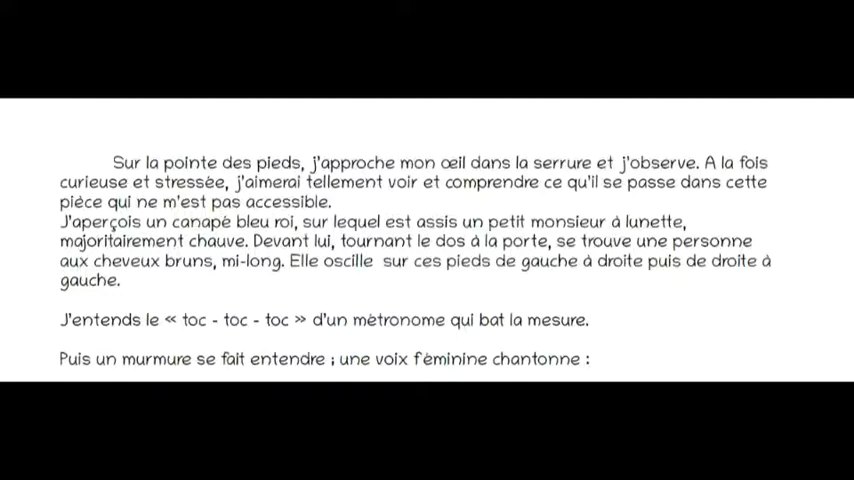 Sur la pointe des pieds, j'approche mon œil dans la serrure et j'observe. A la fois
curieuse et stressée, j'aimerai tellement voir et comprendre ce qu'il se passe dans cette
pièce qui ne m'est pas accessible.
J'aperçois un canapé bleu roi, sur lequel est assis un petit monsieur à lunette,
majoritairement chauve. Devant lui, tournant le dos à la porte, se trouve une personne
aux cheveux bruns, mi-long. Elle oscille sur ces pieds de gauche à droite puis de droite à
gauche.
J'entends le « toc - toc - toc » d'un métronome qui bat la mesure.
Puis un murmure se fait entendre ; une voix féminine chantonne :